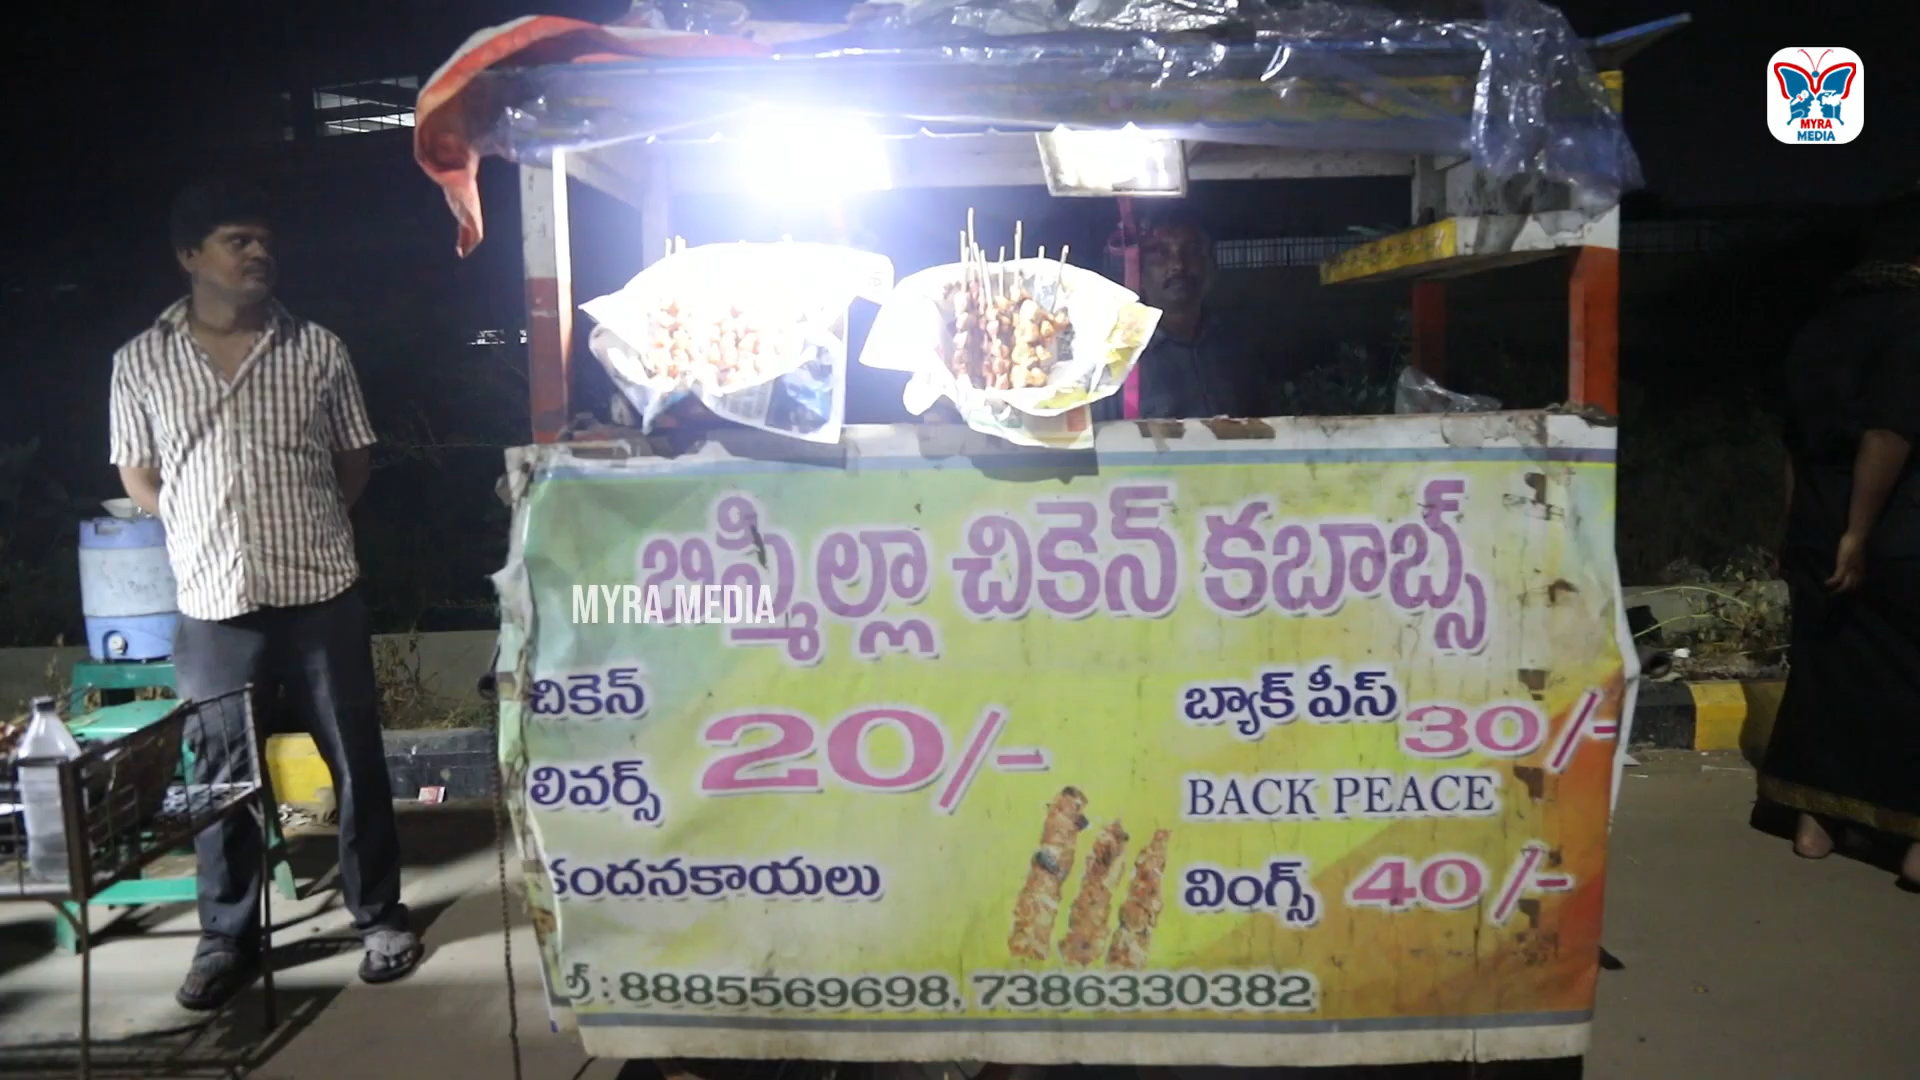 MYRA
MEDIA
బిస్మిల్లా చికెన్ కబాబ్స్
MYRA MEDIA
చికెన్
లివర్స్
20/-
కందనకాయలు
బ్యాక్ పీస్ 30/-
BACK PEACE
వింగ్స్ 40/-
8885569698, 7386330382